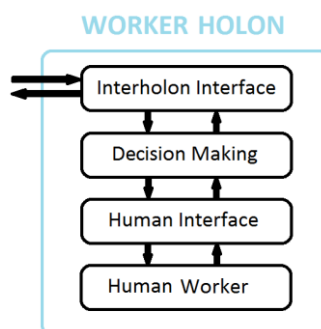 WORKER HOLON
Interholon Interface
Decision Making
Human Interface
Human Worker